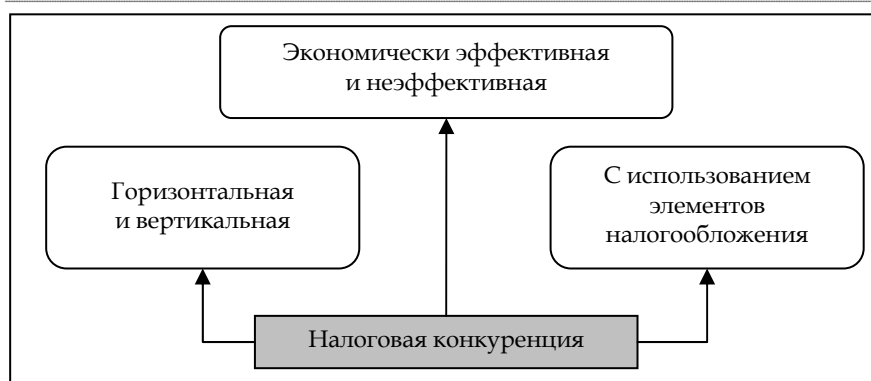 Экономически эффективная
и неэффективная
Горизонтальная
и вертикальная
С использованием
элементов
налогообложения
Налоговая конкуренция